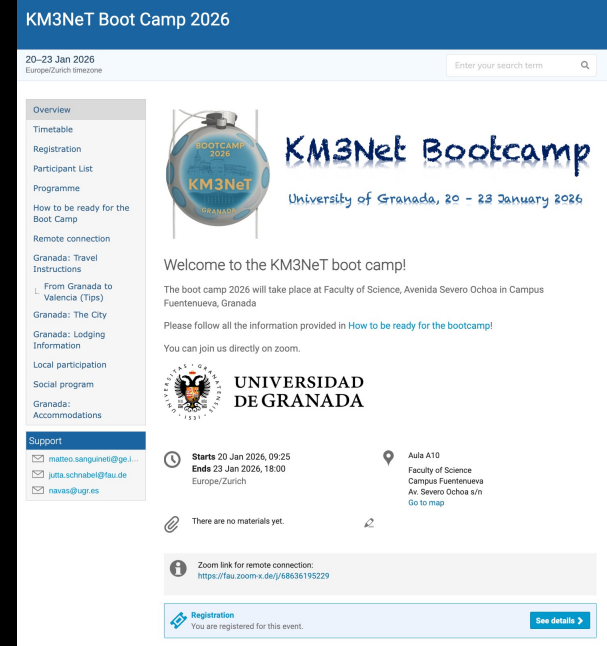 KM3NeT Boot Camp 2026
20–23 Jan 2026
Europe/Zurich timezone
Enter your search term
Overview
Timetable
Registration
Participant List
Programme
How to be ready for the
Boot Camp
Remote connection
Granada: Travel
Instructions
From Granada to
Valencia (Tips)
Granada: The City
Granada: Lodging
Information
Local participation
Social program
Granada:
Accommodations
Support
matteo.sanguineti@ge.i...
jutta.schnabel@fau.de
navas@ugr.es
BOOTCAMP
2026
KM3NeT
GRANADA
KM3Net Bootcamp
University of Granada, 20 - 23 January 2026
Welcome to the KM3NeT boot camp!
The boot camp 2026 will take place at Faculty of Science, Avenida Severo Ochoa in Campus
Fuentenueva, Granada
Please follow all the information provided in How to be ready for the bootcamp!
You can join us directly on zoom.
UNIVERSITAS · GRANATENSIS · 1531 ·
UNIVERSIDAD
DE GRANADA
Starts 20 Jan 2026, 09:25
Ends 23 Jan 2026, 18:00
Europe/Zurich
Aula A10
Faculty of Science
Campus Fuentenueva
Av. Severo Ochoa s/n
Go to map
There are no materials yet.
Zoom link for remote connection:
https://fau.zoom-x.de/j/68636195229
Registration
You are registered for this event.
See details